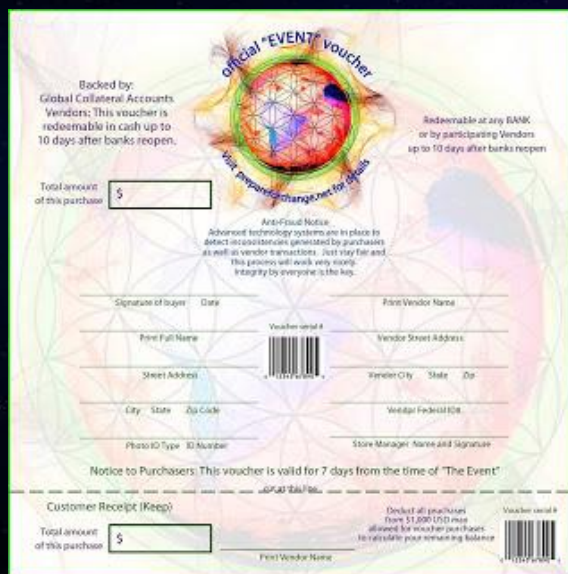 official "EVENT" voucher
Visit prepareforchange.net for details
Backed by:
Global Collateral Accounts
Vendors: This voucher is
redeemable in cash up to
10 days after banks reopen.
Redeemable at any BANK
or by participating Vendors
up to 10 days after banks reopen
Total amount
of this purchase
$
Anti-Fraud Notice
Advanced technology systems are in place to
detect inconsistencies generated by purchasers
as well as vendor transactions. Just stay fair and
this process will work very nicely.
Integrity by everyone is the key.
Signature of buyer Date
Print Full Name
Street Address
City State Zip Code
Photo ID Type ID Number
Voucher serial #
Print Vendor Name
Vendor Street Address
Vendor City State Zip
Vendor Federal ID#
Store Manager Name and Signature
Notice to Purchasers: This voucher is valid for 7 days from the time of "The Event"
cut at this line
Customer Receipt (Keep)
Total amount
of this purchase
$
Print Vendor Name
Deduct all purchases
from $1,000 USD max
allowed for voucher purchases
to calculate your remaining balance
Voucher serial #